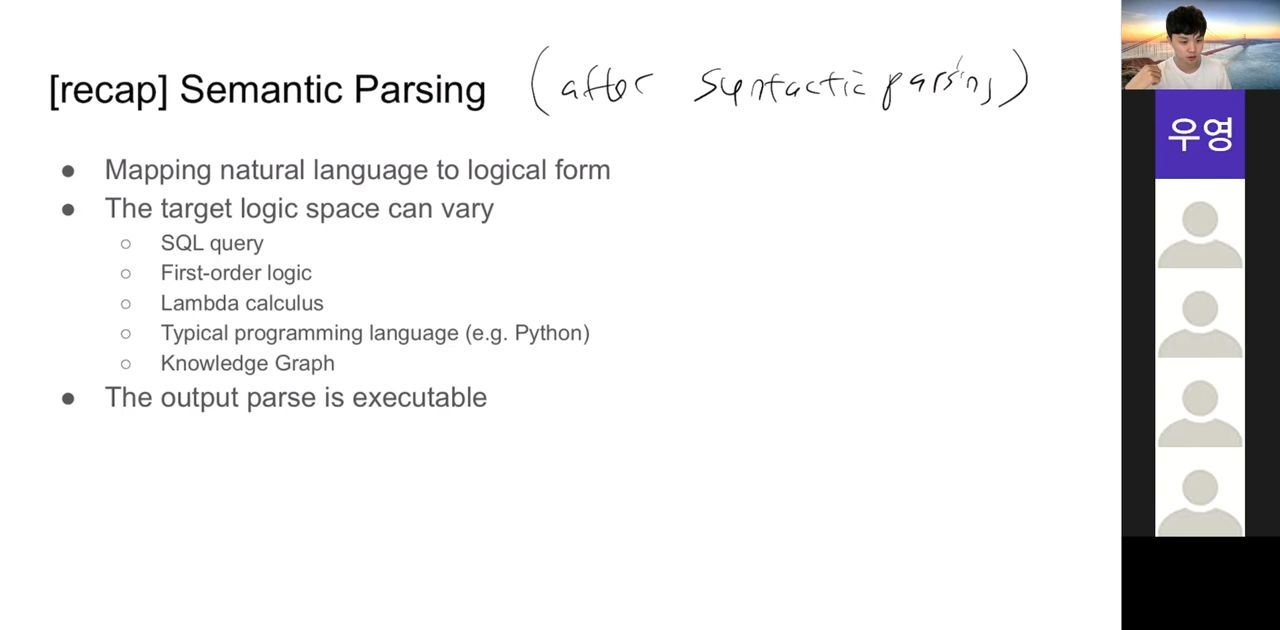 [recap] Semantic Parsing (after syntactic parsing)
● Mapping natural language to logical form
● The target logic space can vary
○ SQL query
○ First-order logic
○ Lambda calculus
○ Typical programming language (e.g. Python)
○ Knowledge Graph
● The output parse is executable
우영